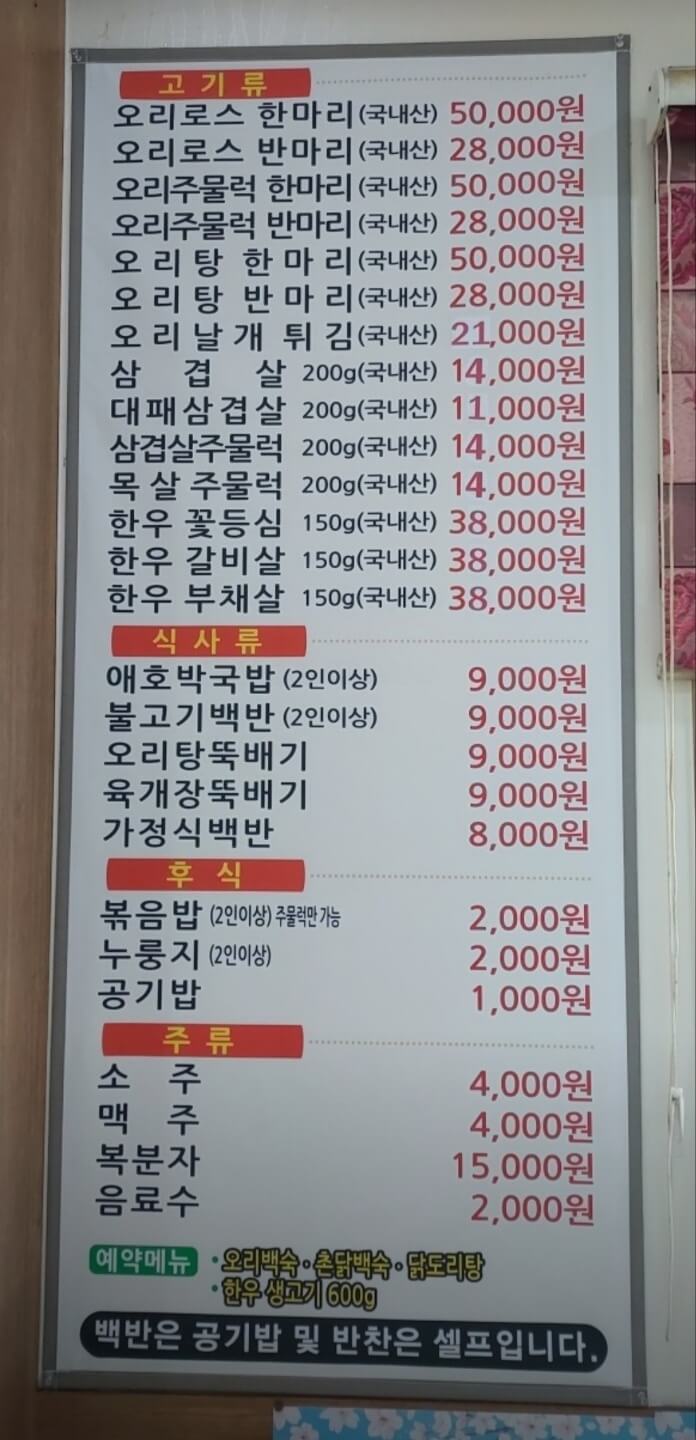 고기류
오리로스 한마리(국내산) 50,000원
오리로스 반마리(국내산) 28,000원
오리주물럭 한마리(국내산) 50,000원
오리주물럭 반마리(국내산) 28,000원
오리탕 한마리(국내산) 50,000원
오리탕 반마리(국내산) 28,000원
오리날개 튀김(국내산) 21,000원
삼겹살 200g(국내산) 14,000원
대패삼겹살 200g(국내산) 11,000원
삼겹살주물럭 200g(국내산) 14,000원
목살주물럭 200g(국내산) 14,000원
한우 꽃등심 150g(국내산) 38,000원
한우 갈비살 150g(국내산) 38,000원
한우 부채살 150g(국내산) 38,000원
식사류
애호박국밥 (2인이상) 9,000원
불고기백반 (2인이상) 9,000원
오리탕뚝배기 9,000원
육개장뚝배기 9,000원
가정식백반 8,000원
후식
볶음밥 (2인이상) 주물럭만 가능 2,000원
누룽지 (2인이상) 2,000원
공기밥 1,000원
주류
소주 4,000원
맥주 4,000원
복분자 15,000원
음료수 2,000원
예약메뉴 ·오리백숙·촌닭백숙·닭도리탕
·한우 생고기 600g
백반은 공기밥 및 반찬은 셀프입니다.